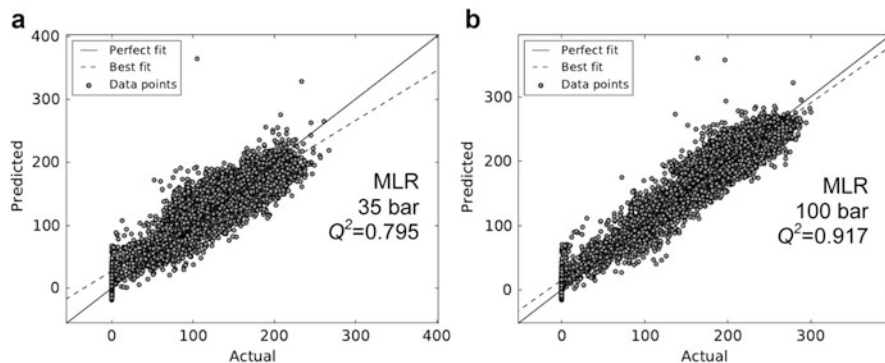 a
400
300
200
100
0
0
100
200
300
400
Predicted
Actual
Perfect fit
Best fit
Data points
MLR
35 bar
Q²=0.795
b
400
300
200
100
0
0
100
200
300
Predicted
Actual
Perfect fit
Best fit
Data points
MLR
100 bar
Q²=0.917